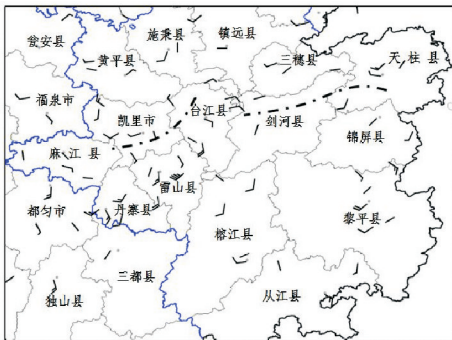 瓮安县
黄平县
施秉县
镇远县
三穗县
天柱县
福泉市
凯里市
台江县
剑河县
锦屏县
麻江县
雷山县
都匀市
丹寨县
榕江县
黎平县
三都县
独山县
从江县